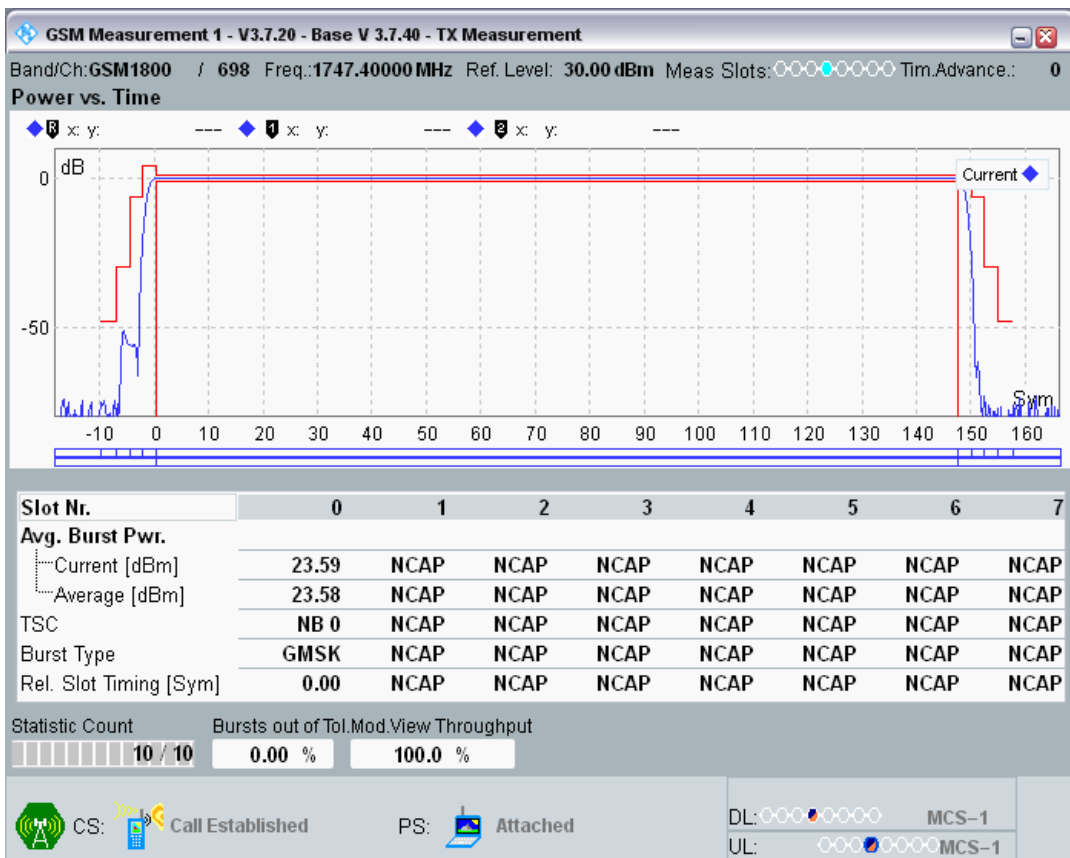 GSM Measurement 1 - V3.7.20 - Base V 3.7.40 - TX Measurement
Band/Ch:GSM1800 / 698 Freq.:1747.40000 MHz Ref. Level: 30.00 dBm Meas Slots: Tim.Advance.: 0
Power vs. Time
R x: y: --- 1 x: y: --- 2 x: y: ---
dB
Current
0
-50
Sym
-10 0 10 20 30 40 50 60 70 80 90 100 110 120 130 140 150 160
Slot Nr. 0 1 2 3 4 5 6 7
Avg. Burst Pwr.
Current [dBm] 23.59 NCAP NCAP NCAP NCAP NCAP NCAP NCAP
Average [dBm] 23.58 NCAP NCAP NCAP NCAP NCAP NCAP NCAP
TSC NB 0 NCAP NCAP NCAP NCAP NCAP NCAP NCAP
Burst Type GMSK NCAP NCAP NCAP NCAP NCAP NCAP NCAP
Rel. Slot Timing [Sym] 0.00 NCAP NCAP NCAP NCAP NCAP NCAP NCAP
Statistic Count Bursts out of Tol.Mod.View Throughput
10 / 10 0.00 % 100.0 %
CS: Call Established PS: Attached DL: MCS-1
UL: MCS-1